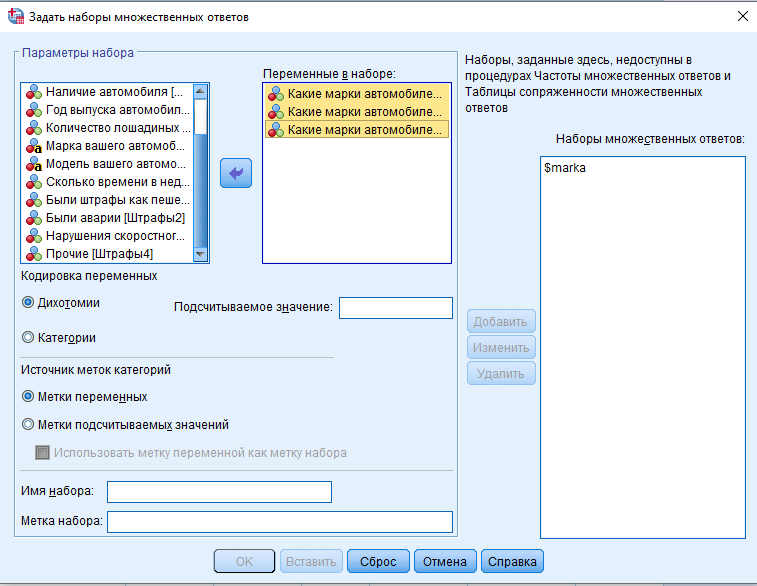 Задать наборы множественных ответов
Параметры набора
Наличие автомобиля [...
Год выпуска автомобил...
Количество лошадиных ...
Марка вашего автомоб...
Модель вашего автомо...
Сколько времени в нед...
Были штрафы как пеше...
Были аварии [Штрафы2]
Нарушения скоростног...
Прочие [Штрафы4]
Переменные в наборе:
Какие марки автомобиле...
Какие марки автомобиле...
Какие марки автомобиле...
Кодировка переменных
Дихотомии
Подсчитываемое значение:
Категории
Источник меток категорий
Метки переменных
Метки подсчитываемых значений
Использовать метку переменной как метку набора
Имя набора:
Метка набора:
Наборы, заданные здесь, недоступны в
процедурах Частоты множественных ответов и
Таблицы сопряженности множественных
ответов
Наборы множественных ответов:
$marka
Добавить
Изменить
Удалить
OK
Вставить
Сброс
Отмена
Справка